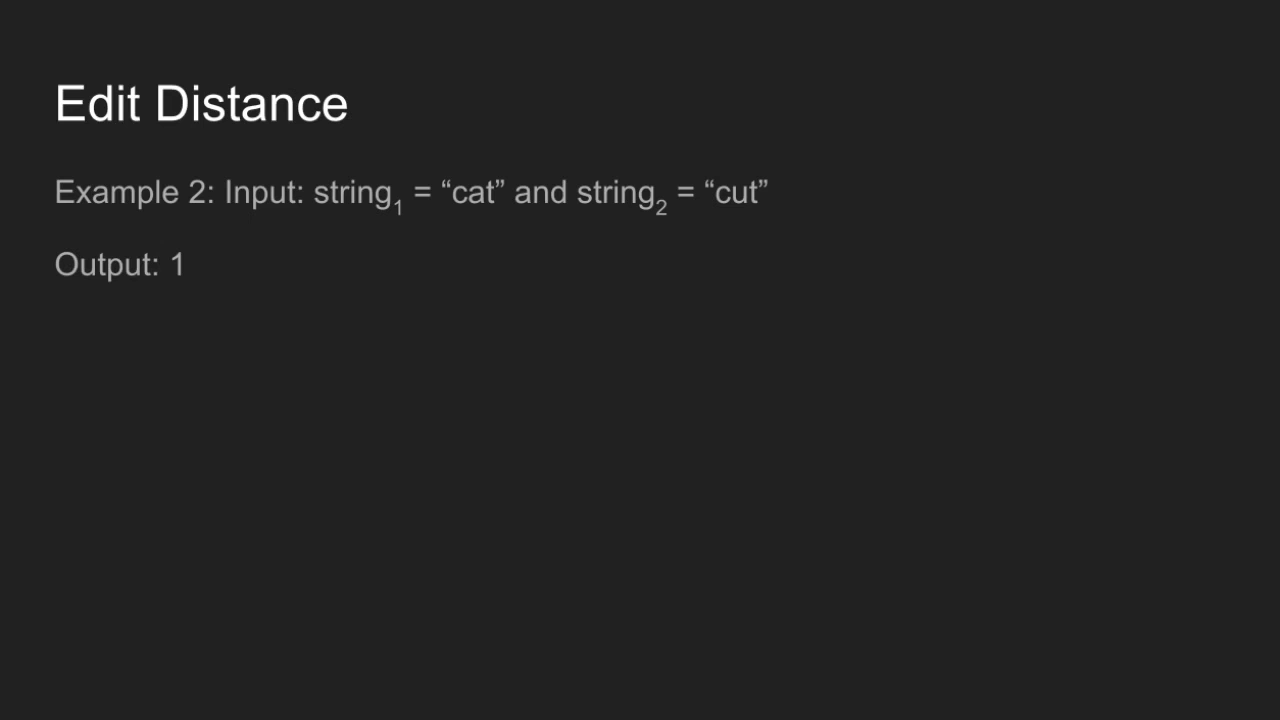 Edit Distance
Example 2: Input: string₁ = “cat” and string₂ = “cut”
Output: 1